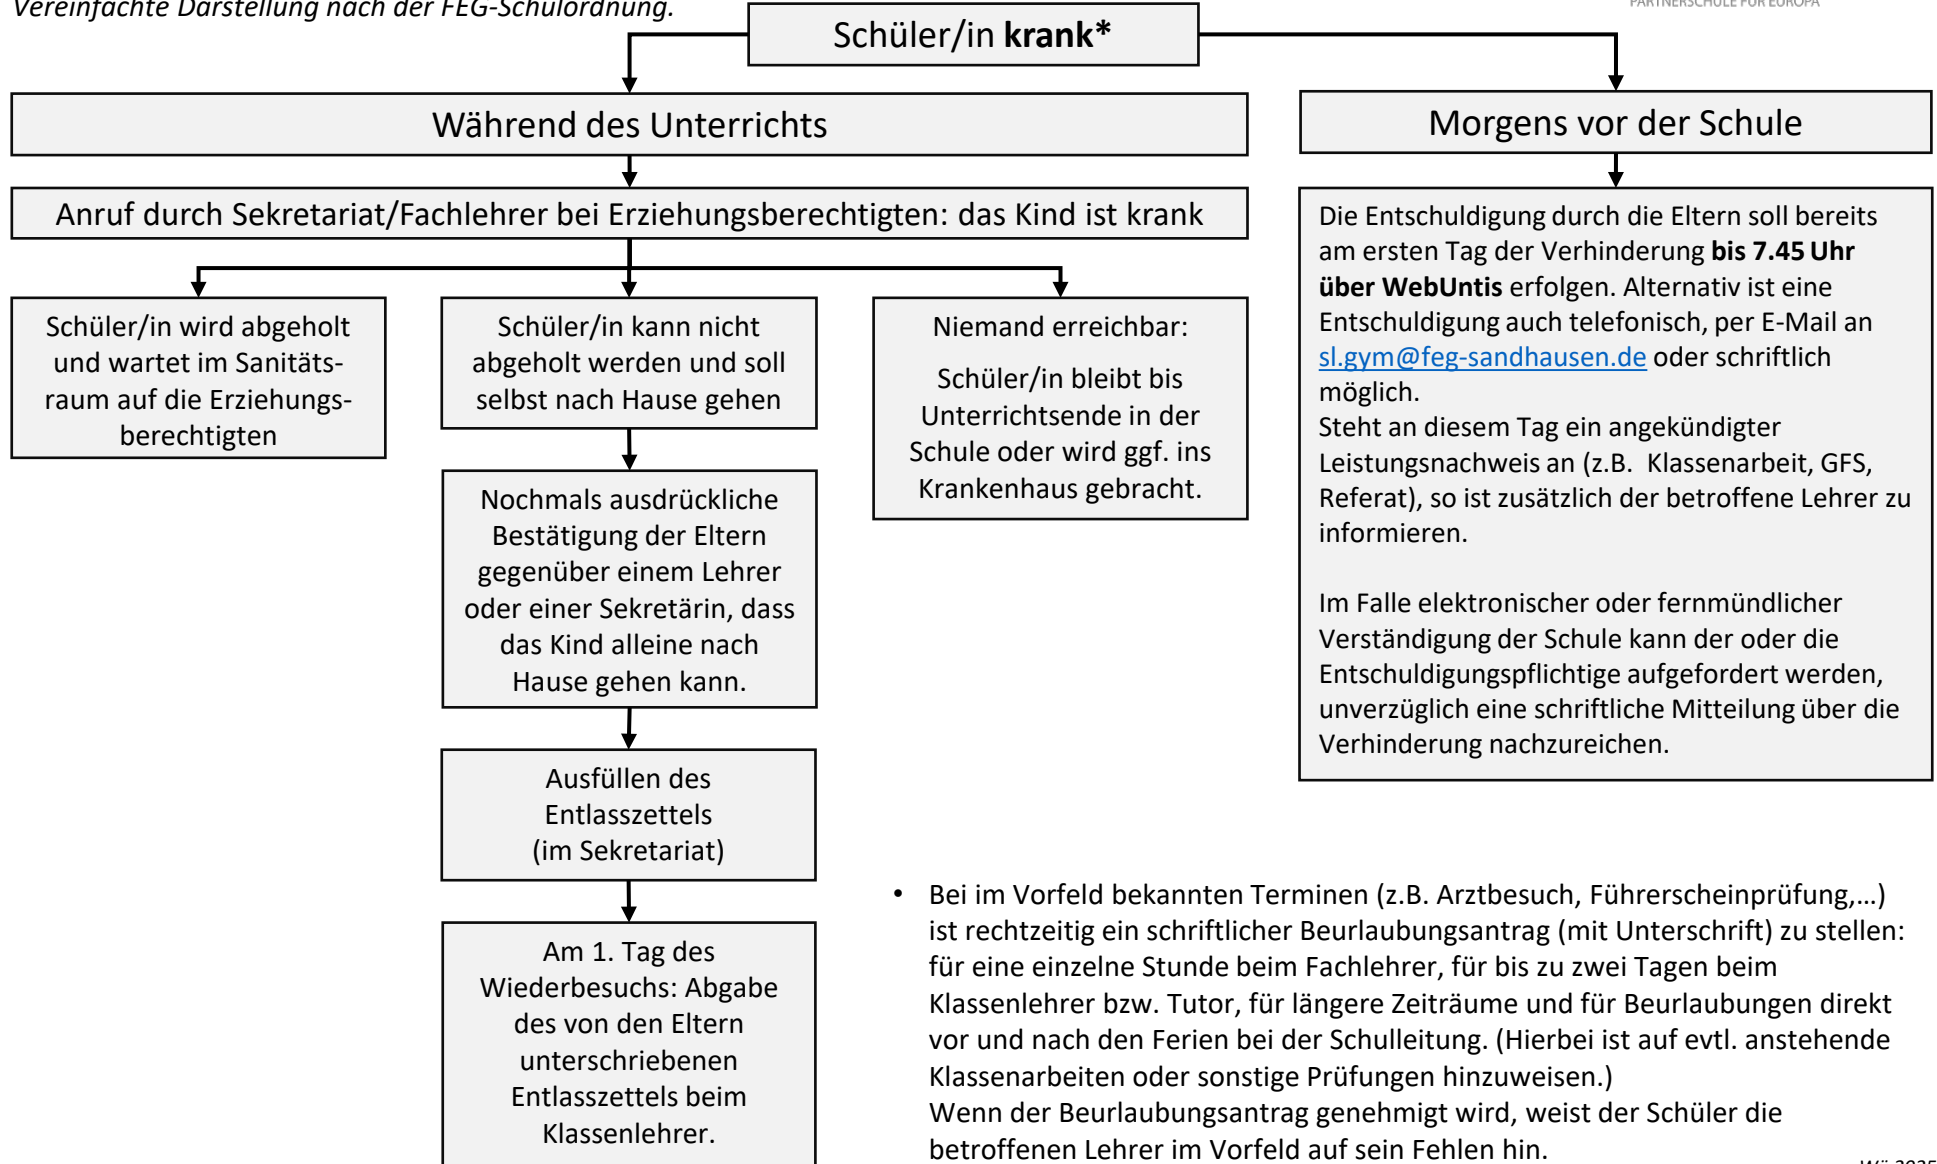 Vereinfachte Darstellung nach der FEG-Schulordnung.
PARTNERSCHULE FÜR EUROPA
Schüler/in krank*
Während des Unterrichts
Anruf durch Sekretariat/Fachlehrer bei Erziehungsberechtigten: das Kind ist krank
Schüler/in wird abgeholt
und wartet im Sanitäts-
raum auf die Erziehungs-
berechtigten
Schüler/in kann nicht
abgeholt werden und soll
selbst nach Hause gehen
Nochmals ausdrückliche
Bestätigung der Eltern
gegenüber einem Lehrer
oder einer Sekretärin, dass
das Kind alleine nach
Hause gehen kann.
Ausfüllen des
Entlasszettels
(im Sekretariat)
Am 1. Tag des
Wiederbesuchs: Abgabe
des von den Eltern
unterschriebenen
Entlasszettels beim
Klassenlehrer.
Niemand erreichbar:
Schüler/in bleibt bis
Unterrichtsende in der
Schule oder wird ggf. ins
Krankenhaus gebracht.
Morgens vor der Schule
Die Entschuldigung durch die Eltern soll bereits
am ersten Tag der Verhinderung bis 7.45 Uhr
über WebUntis erfolgen. Alternativ ist eine
Entschuldigung auch telefonisch, per E-Mail an
sl.gym@feg-sandhausen.de oder schriftlich
möglich.
Steht an diesem Tag ein angekündigter
Leistungsnachweis an (z.B. Klassenarbeit, GFS,
Referat), so ist zusätzlich der betroffene Lehrer zu
informieren.
Im Falle elektronischer oder fernmündlicher
Verständigung der Schule kann der oder die
Entschuldigungspflichtige aufgefordert werden,
unverzüglich eine schriftliche Mitteilung über die
Verhinderung nachzureichen.
• Bei im Vorfeld bekannten Terminen (z.B. Arztbesuch, Führerscheinprüfung,…)
ist rechtzeitig ein schriftlicher Beurlaubungsantrag (mit Unterschrift) zu stellen:
für eine einzelne Stunde beim Fachlehrer, für bis zu zwei Tagen beim
Klassenlehrer bzw. Tutor, für längere Zeiträume und für Beurlaubungen direkt
vor und nach den Ferien bei der Schulleitung. (Hierbei ist auf evtl. anstehende
Klassenarbeiten oder sonstige Prüfungen hinzuweisen.)
Wenn der Beurlaubungsantrag genehmigt wird, weist der Schüler die
betroffenen Lehrer im Vorfeld auf sein Fehlen hin.